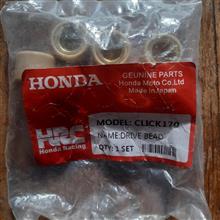 HONDA
GEUNINE PARTS
Honda Moto Co., Ltd
Made in Japan
HRC
Honda Racing
MODEL: CLICK120
NAME:DRIVE BEAD
QTY: 1 SET